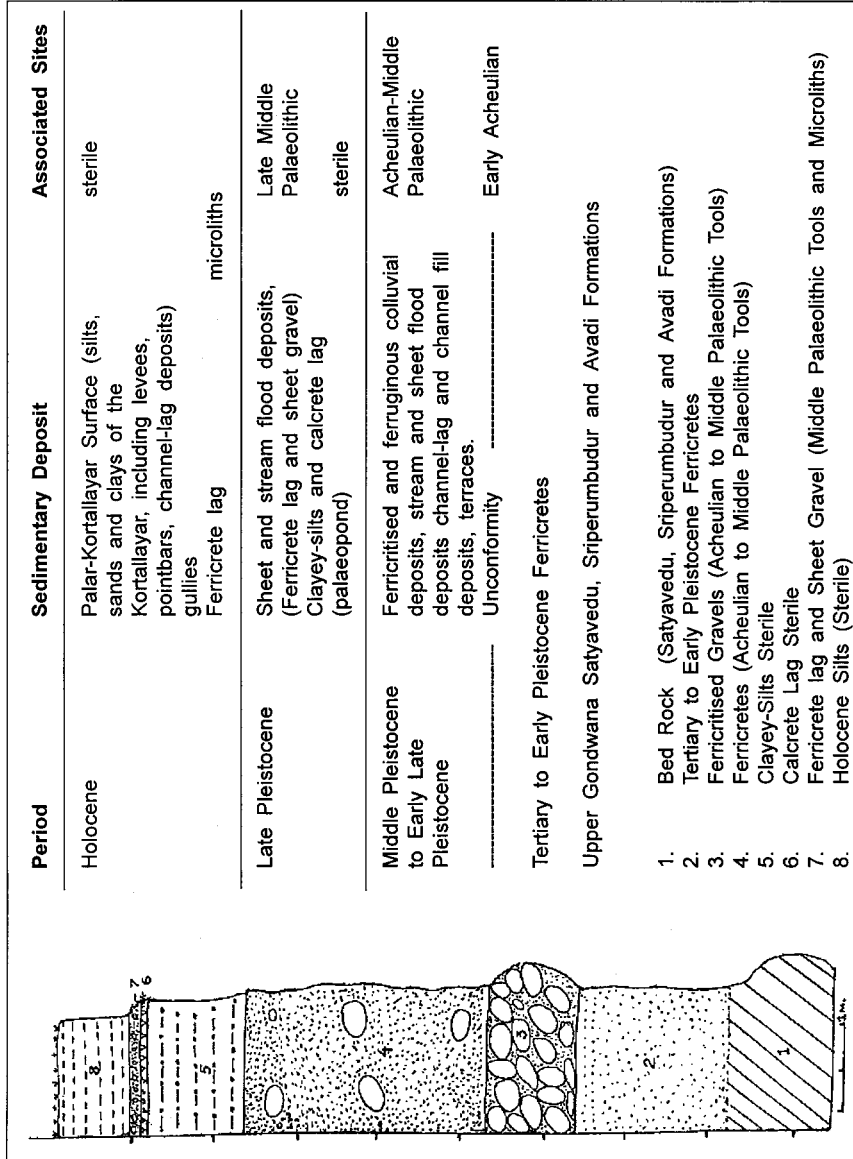 Period Sedimentary Deposit Associated Sites
Holocene Palar-Kortallayar Surface (silts, sterile
sands and clays of the
Kortallayar, including levees,
pointbars, channel-lag deposits)
gullies
Ferricrete lag microliths
Late Pleistocene Sheet and stream flood deposits, Late Middle
(Ferricrete lag and sheet gravel) Palaeolithic
Clayey-silts and calcrete lag
(palaeopond) sterile
Middle Pleistocene Ferricritised and ferruginous colluvial Acheulian-Middle
to Early Late deposits, stream and sheet flood Palaeolithic
Pleistocene deposits channel-lag and channel fill
deposits, terraces.
Unconformity Early Acheulian
Tertiary to Early Pleistocene Ferricretes
Upper Gondwana Satyavedu, Sriperumbudur and Avadi Formations
1. Bed Rock (Satyavedu, Sriperumbudur and Avadi Formations)
2. Tertiary to Early Pleistocene Ferricretes
3. Ferricritised Gravels (Acheulian to Middle Palaeolithic Tools)
4. Ferricretes (Acheulian to Middle Palaeolithic Tools)
5. Clayey-Silts Sterile
6. Calcrete Lag Sterile
7. Ferricrete lag and Sheet Gravel (Middle Palaeolithic Tools and Microliths)
8. Holocene Silts (Sterile)
8
7
6
5
4
3
2
1